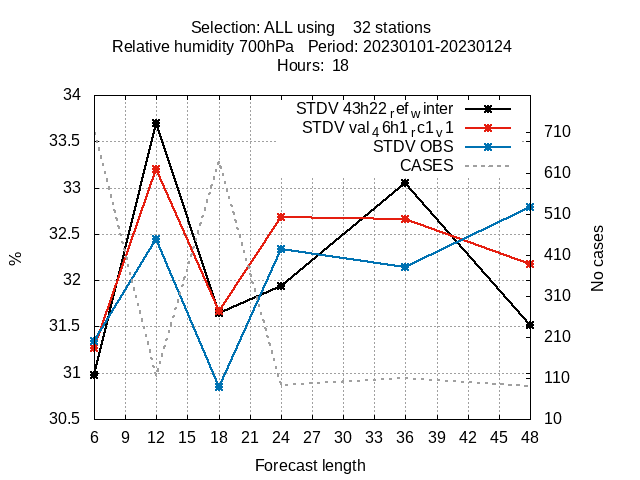 Selection: ALL using 32 stations
Relative humidity 700hPa Period: 20230101-20230124
Hours: 18
STDV 43h22refwinter
STDV val46h1rc1v1
STDV OBS
CASES
34
33.5
33
32.5
32
31.5
31
30.5
%
710
610
510
410
310
210
110
10
No cases
6 9 12 15 18 21 24 27 30 33 36 39 42 45 48
Forecast length